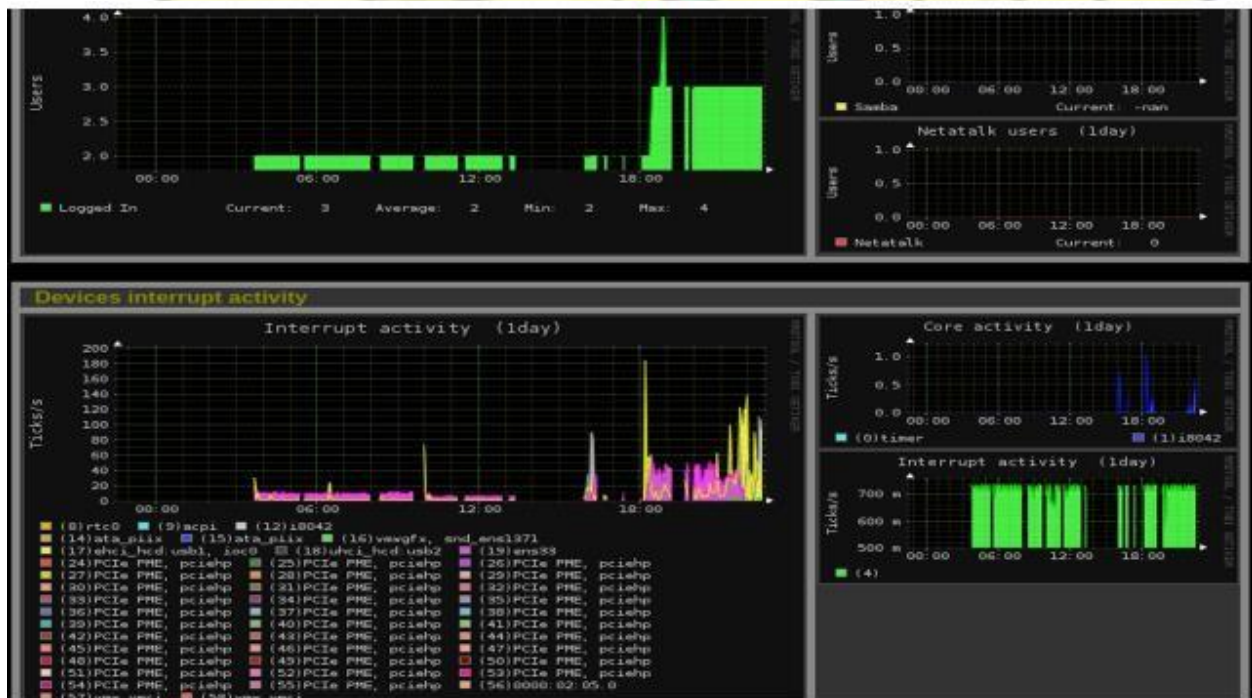 4.0
3.5
3.0
2.5
2.0
Users
00:00 06:00 12:00 18:00
Logged In Current: 3 Average: 2 Min: 2 Max: 4
1.0
0.5
0.0
Users
00:00 06:00 12:00 18:00
Samba Current: -nan
Netatalk users (1day)
1.0
0.5
0.0
Users
00:00 06:00 12:00 18:00
Netatalk Current: 0
Devices interrupt activity
Interrupt activity (1day)
200
180
160
140
120
100
80
60
40
20
0
Ticks/s
00:00 06:00 12:00 18:00
(8)rtc0 (9)acpi (12)i8042
(14)ata_piix (15)ata_piix (16)vmwgfx, snd_ens1371
(17)ehci_hcd:usb1, ioc0 (18)uhci_hcd:usb2 (19)ens33
(24)PCIe PME, pciehp (25)PCIe PME, pciehp (26)PCIe PME, pciehp
(27)PCIe PME, pciehp (28)PCIe PME, pciehp (29)PCIe PME, pciehp
(30)PCIe PME, pciehp (31)PCIe PME, pciehp (32)PCIe PME, pciehp
(33)PCIe PME, pciehp (34)PCIe PME, pciehp (35)PCIe PME, pciehp
(36)PCIe PME, pciehp (37)PCIe PME, pciehp (38)PCIe PME, pciehp
(39)PCIe PME, pciehp (40)PCIe PME, pciehp (41)PCIe PME, pciehp
(42)PCIe PME, pciehp (43)PCIe PME, pciehp (44)PCIe PME, pciehp
(45)PCIe PME, pciehp (46)PCIe PME, pciehp (47)PCIe PME, pciehp
(48)PCIe PME, pciehp (49)PCIe PME, pciehp (50)PCIe PME, pciehp
(51)PCIe PME, pciehp (52)PCIe PME, pciehp (53)PCIe PME, pciehp
(54)PCIe PME, pciehp (55)PCIe PME, pciehp (56)0000:02:05.0
Core activity (1day)
1.0
0.5
0.0
Ticks/s
00:00 06:00 12:00 18:00
(0)timer (1)i8042
Interrupt activity (1day)
700 m
600 m
500 m
Ticks/s
00:00 06:00 12:00 18:00
(4)